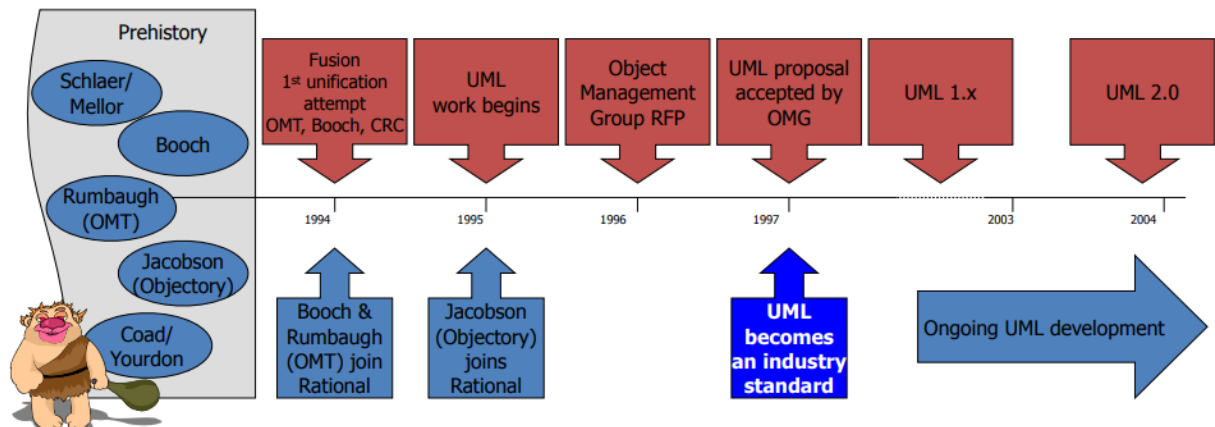 Prehistory
Schlaer/
Mellor
Booch
Rumbaugh
(OMT)
Jacobson
(Objectory)
Coad/
Yourdon
Fusion
1st unification
attempt
OMT, Booch, CRC
UML
work begins
Object
Management
Group RFP
UML proposal
accepted by
OMG
UML 1.x
UML 2.0
1994
1995
1996
1997
2003
2004
Booch &
Rumbaugh
(OMT) join
Rational
Jacobson
(Objectory)
joins
Rational
UML
becomes
an industry
standard
Ongoing UML development